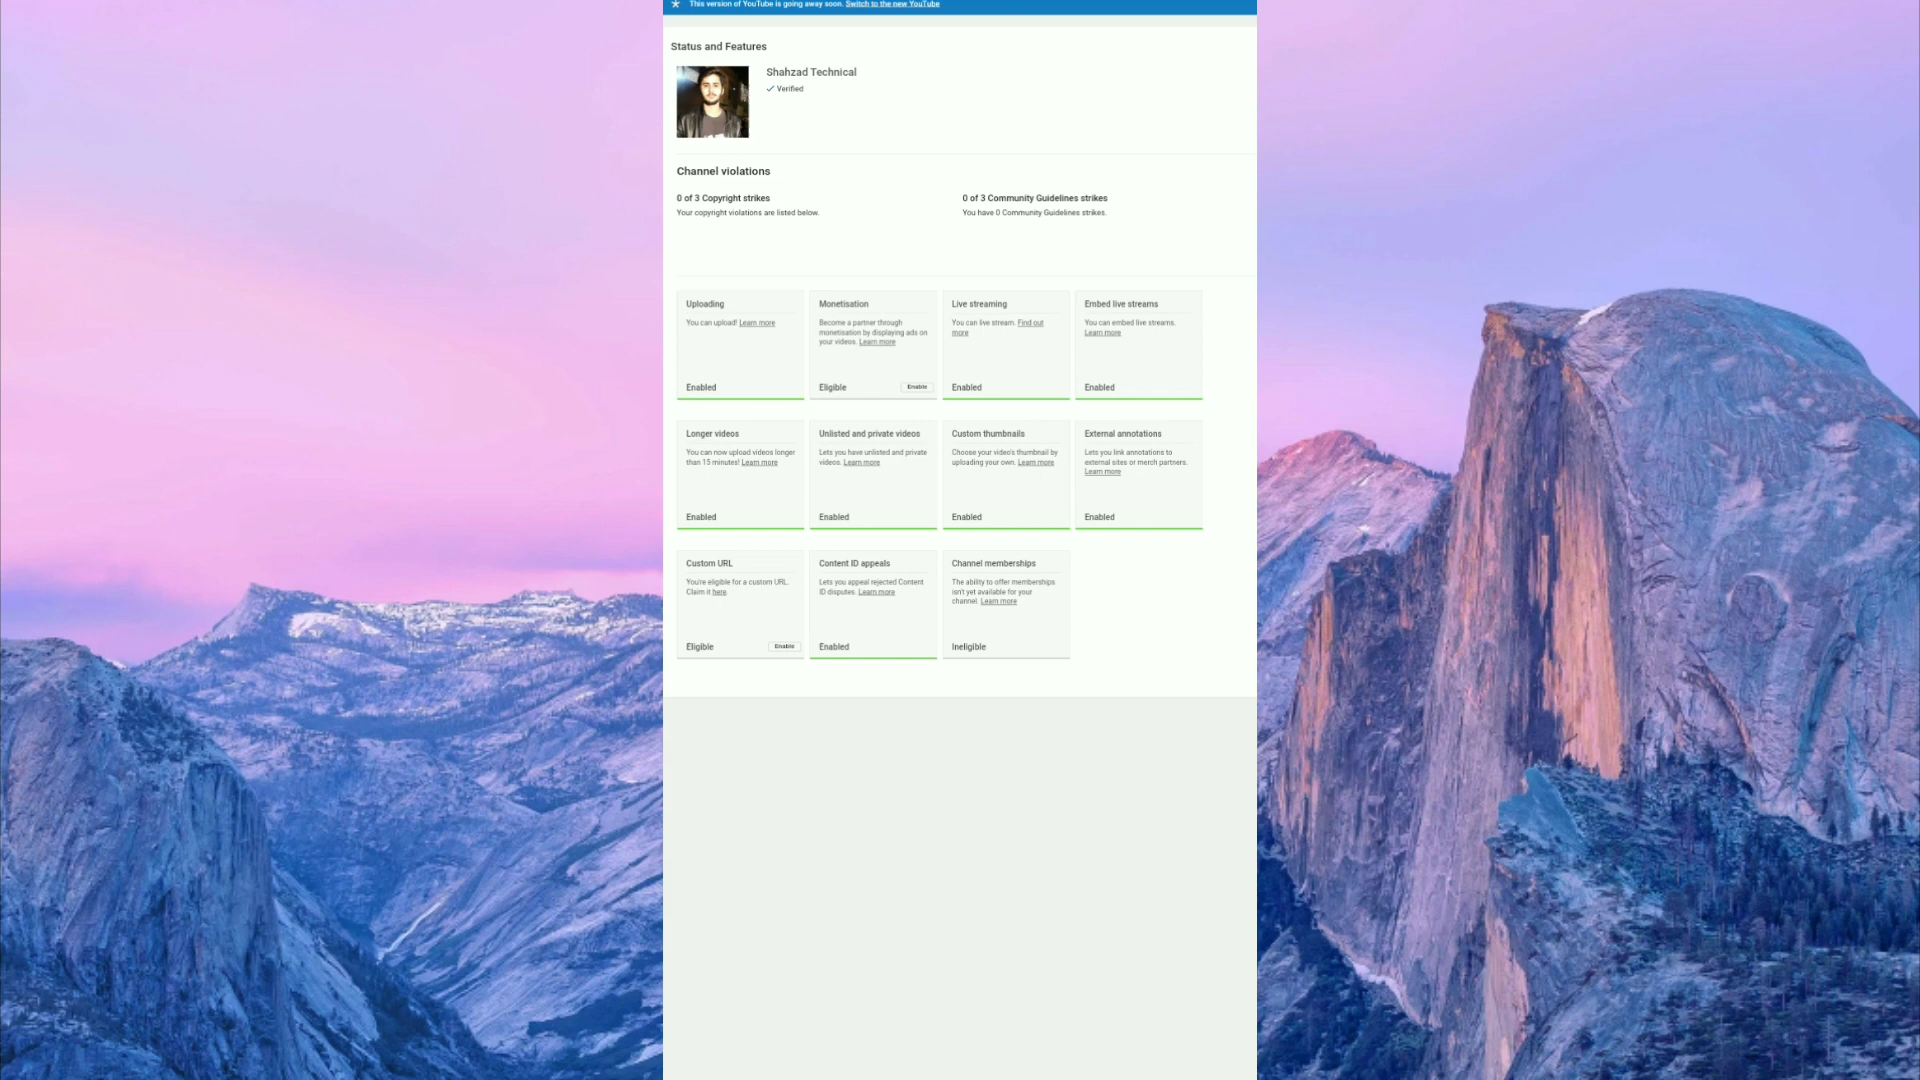 This version of YouTube is going away soon. Switch to the new YouTube
Status and Features
Shahzad Technical
Verified
Channel violations
0 of 3 Copyright strikes
Your copyright violations are listed below.
0 of 3 Community Guidelines strikes
You have 0 Community Guidelines strikes.
Uploading
You can upload! Learn more
Enabled
Monetisation
Become a partner through
monetisation by displaying ads on
your videos. Learn more
Eligible
Enable
Live streaming
You can live stream. Find out
more
Enabled
Embed live streams
You can embed live streams.
Learn more
Enabled
Longer videos
You can now upload videos longer
than 15 minutes! Learn more
Enabled
Unlisted and private videos
Lets you have unlisted and private
videos. Learn more
Enabled
Custom thumbnails
Choose your video's thumbnail by
uploading your own. Learn more
Enabled
External annotations
Lets you link annotations to
external sites or merch partners.
Learn more
Enabled
Custom URL
You're eligible for a custom URL.
Claim it here.
Eligible
Enable
Content ID appeals
Lets you appeal rejected Content
ID disputes. Learn more
Enabled
Channel memberships
The ability to offer memberships
isn't yet available for your
channel. Learn more
Ineligible